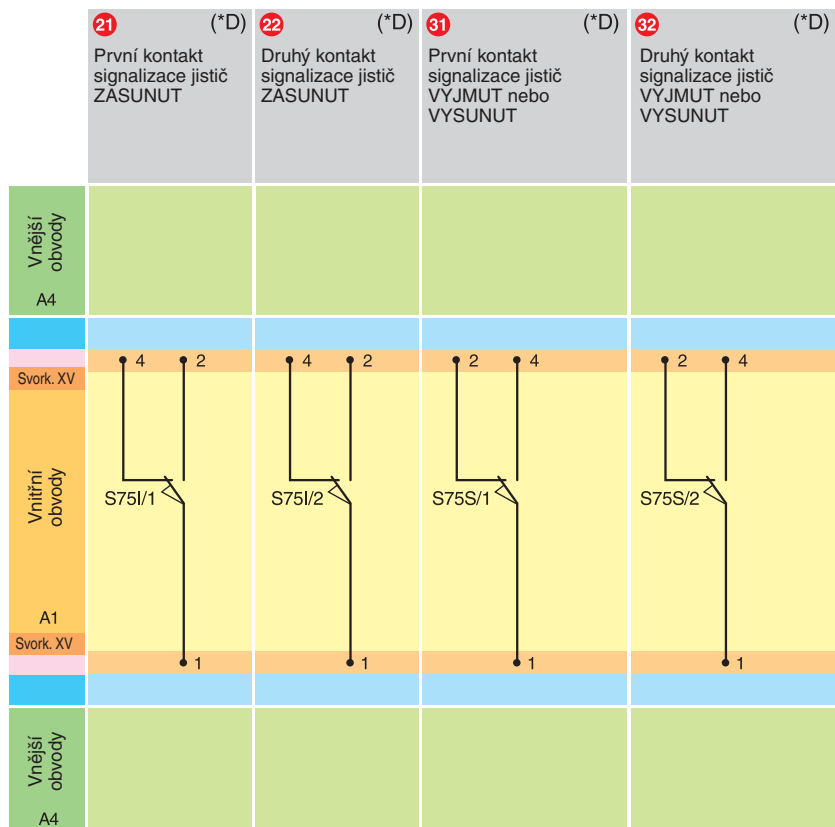 21 (*D)
První kontakt
signalizace jistič
ZASUNUT
22 (*D)
Druhý kontakt
signalizace jistič
ZASUNUT
31 (*D)
První kontakt
signalizace jistič
VYJMUT nebo
VYSUNUT
32 (*D)
Druhý kontakt
signalizace jistič
VYJMUT nebo
VYSUNUT
Vnější
obvody
A4
4 2 4 2 2 4 2 4
Svork. XV
Vnitřní
obvody
S75I/1 S75I/2 S75S/1 S75S/2
A1
Svork. XV
1 1 1 1
Vnější
obvody
A4